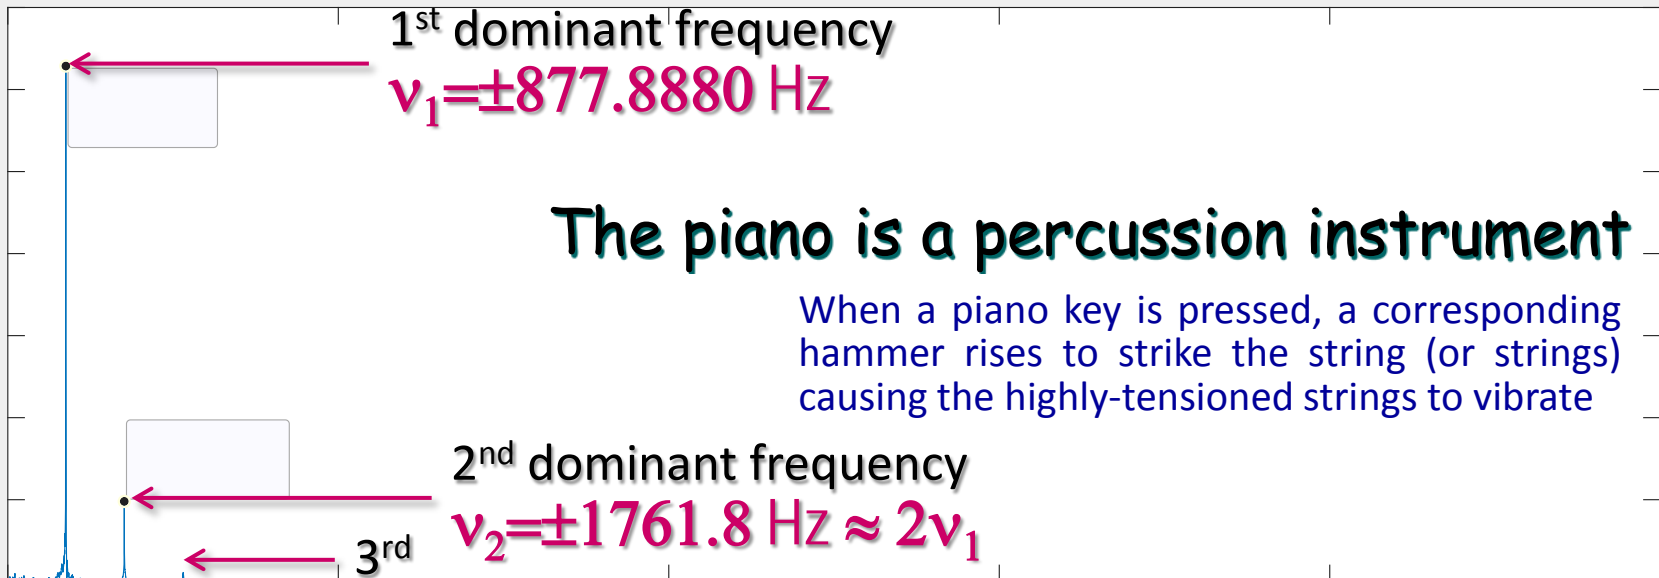 1st dominant frequency
ν1=±877.8880 Hz
The piano is a percussion instrument
When a piano key is pressed, a corresponding
hammer rises to strike the string (or strings)
causing the highly-tensioned strings to vibrate
2nd dominant frequency
ν2=±1761.8 Hz ≈ 2ν1
3rd